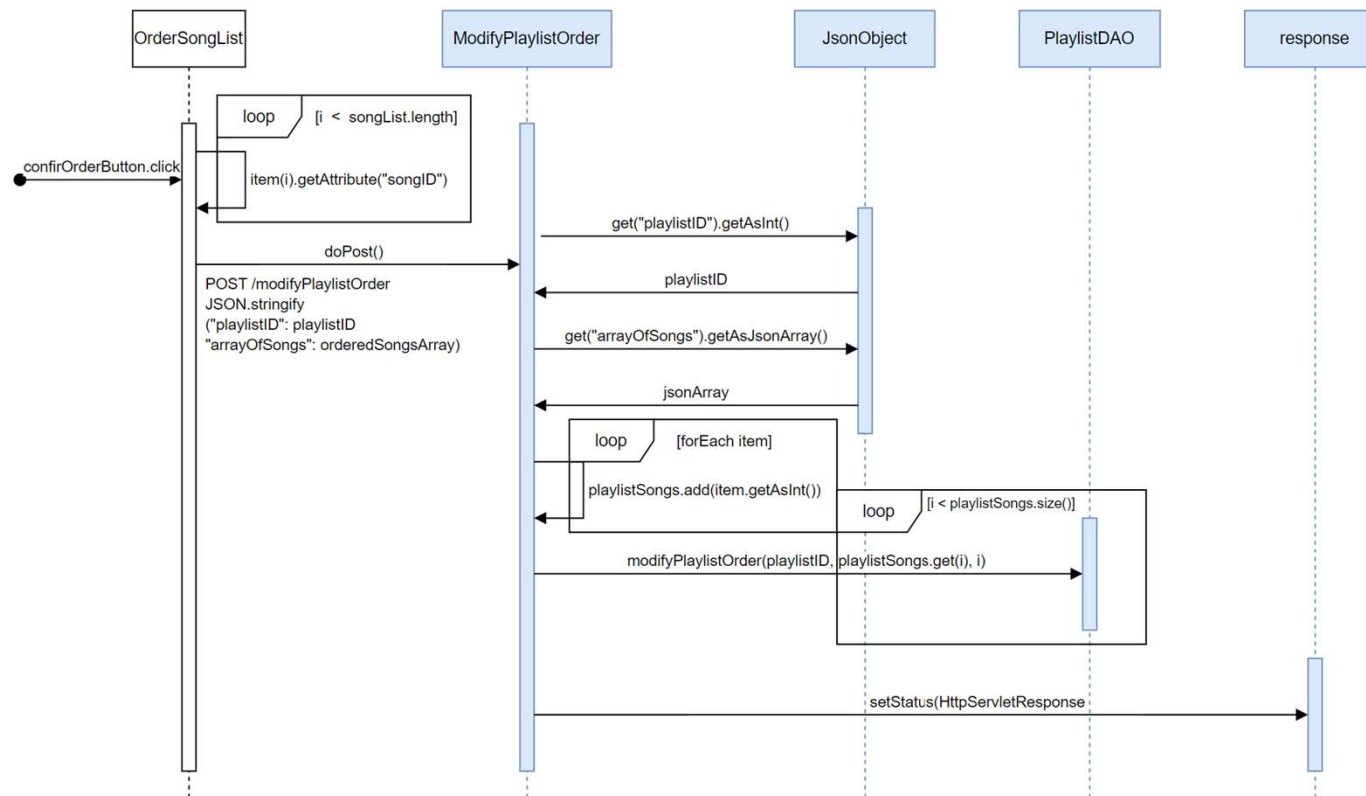 OrderSongList
ModifyPlaylistOrder
JsonObject
PlaylistDAO
response
loop
[i < songList.length]
confirOrderButton.click
item(i).getAttribute("songID")
get("playlistID").getAsInt()
doPost()
POST /modifyPlaylistOrder
JSON.stringify
("playlistID": playlistID
"arrayOfSongs": orderedSongsArray)
playlistID
get("arrayOfSongs").getAsJsonArray()
jsonArray
loop
[forEach item]
playlistSongs.add(item.getAsInt())
loop
[i < playlistSongs.size()]
modifyPlaylistOrder(playlistID, playlistSongs.get(i), i)
setStatus(HttpServletResponse